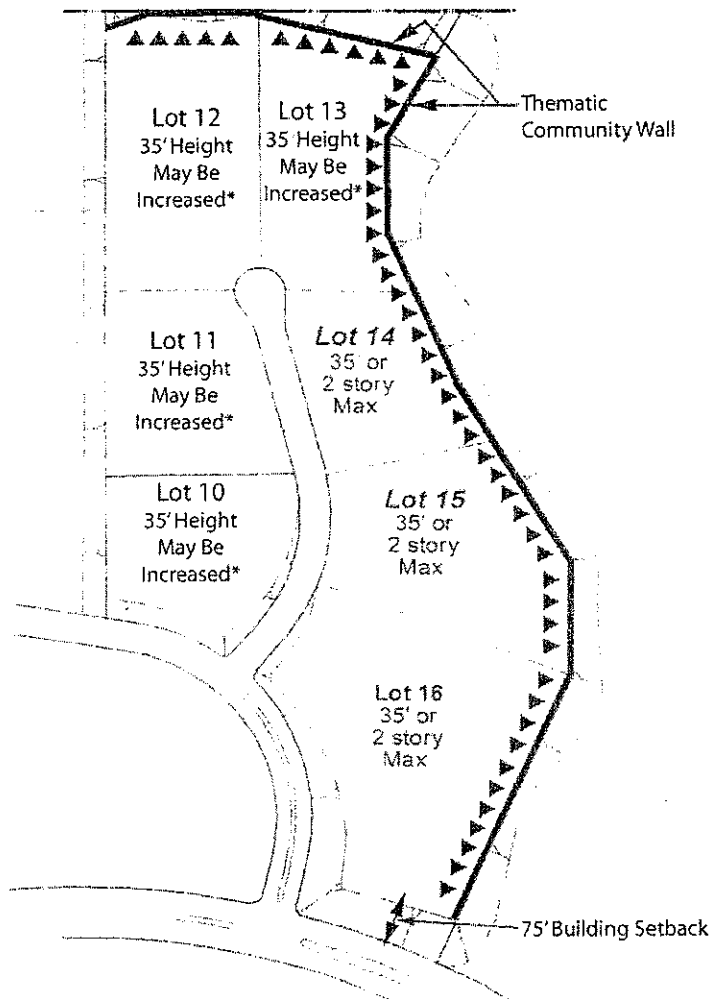 Lot 12
35' Height
May Be
Increased*
Lot 13
35' Height
May Be
Increased*
Thematic
Community Wall
Lot 11
35' Height
May Be
Increased*
Lot 14
35' or
2 story
Max
Lot 10
35' Height
May Be
Increased*
Lot 15
35' or
2 story
Max
Lot 16
35' or
2 story
Max
75' Building Setback